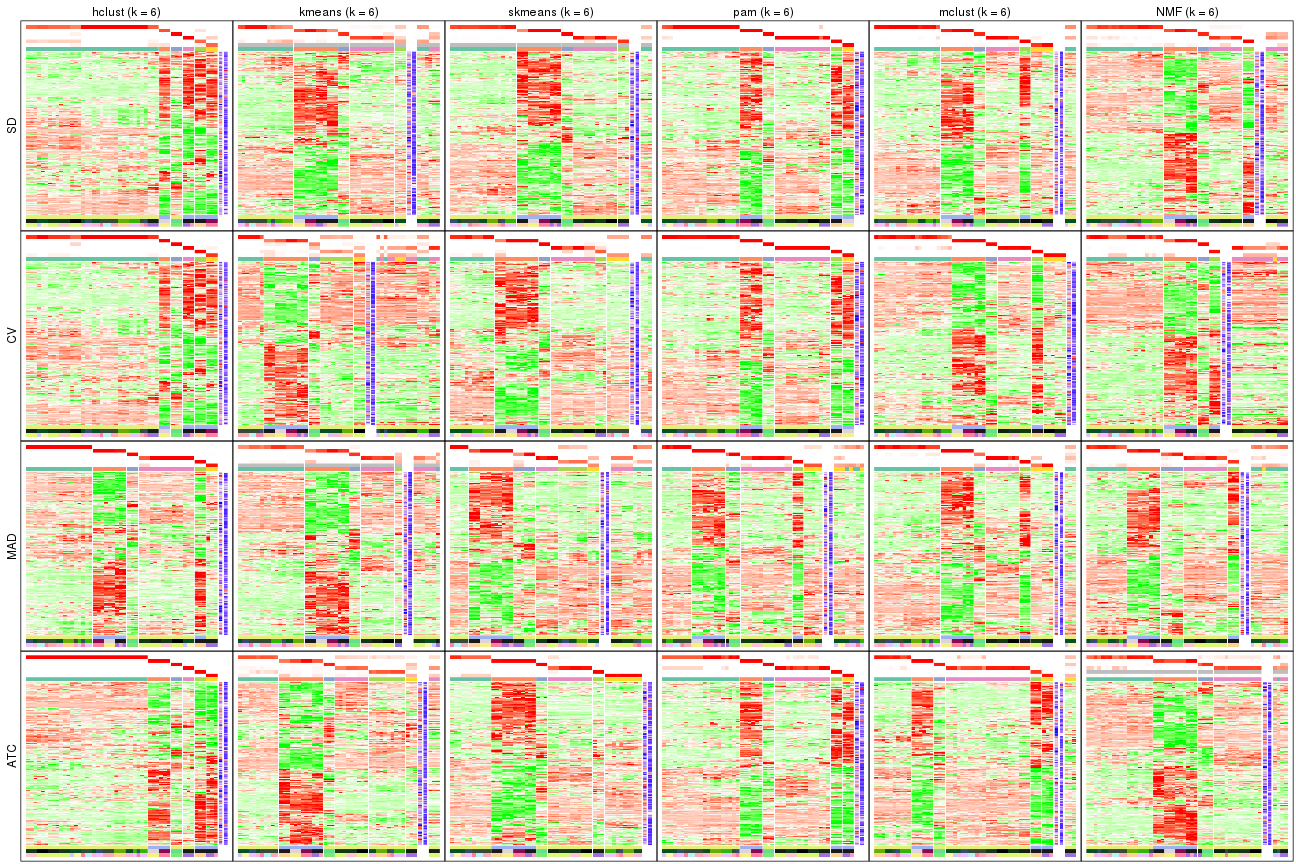 hclust (k = 6)
kmeans (k = 6)
skmeans (k = 6)
pam (k = 6)
mclust (k = 6)
NMF (k = 6)
SD
CV
MAD
ATC